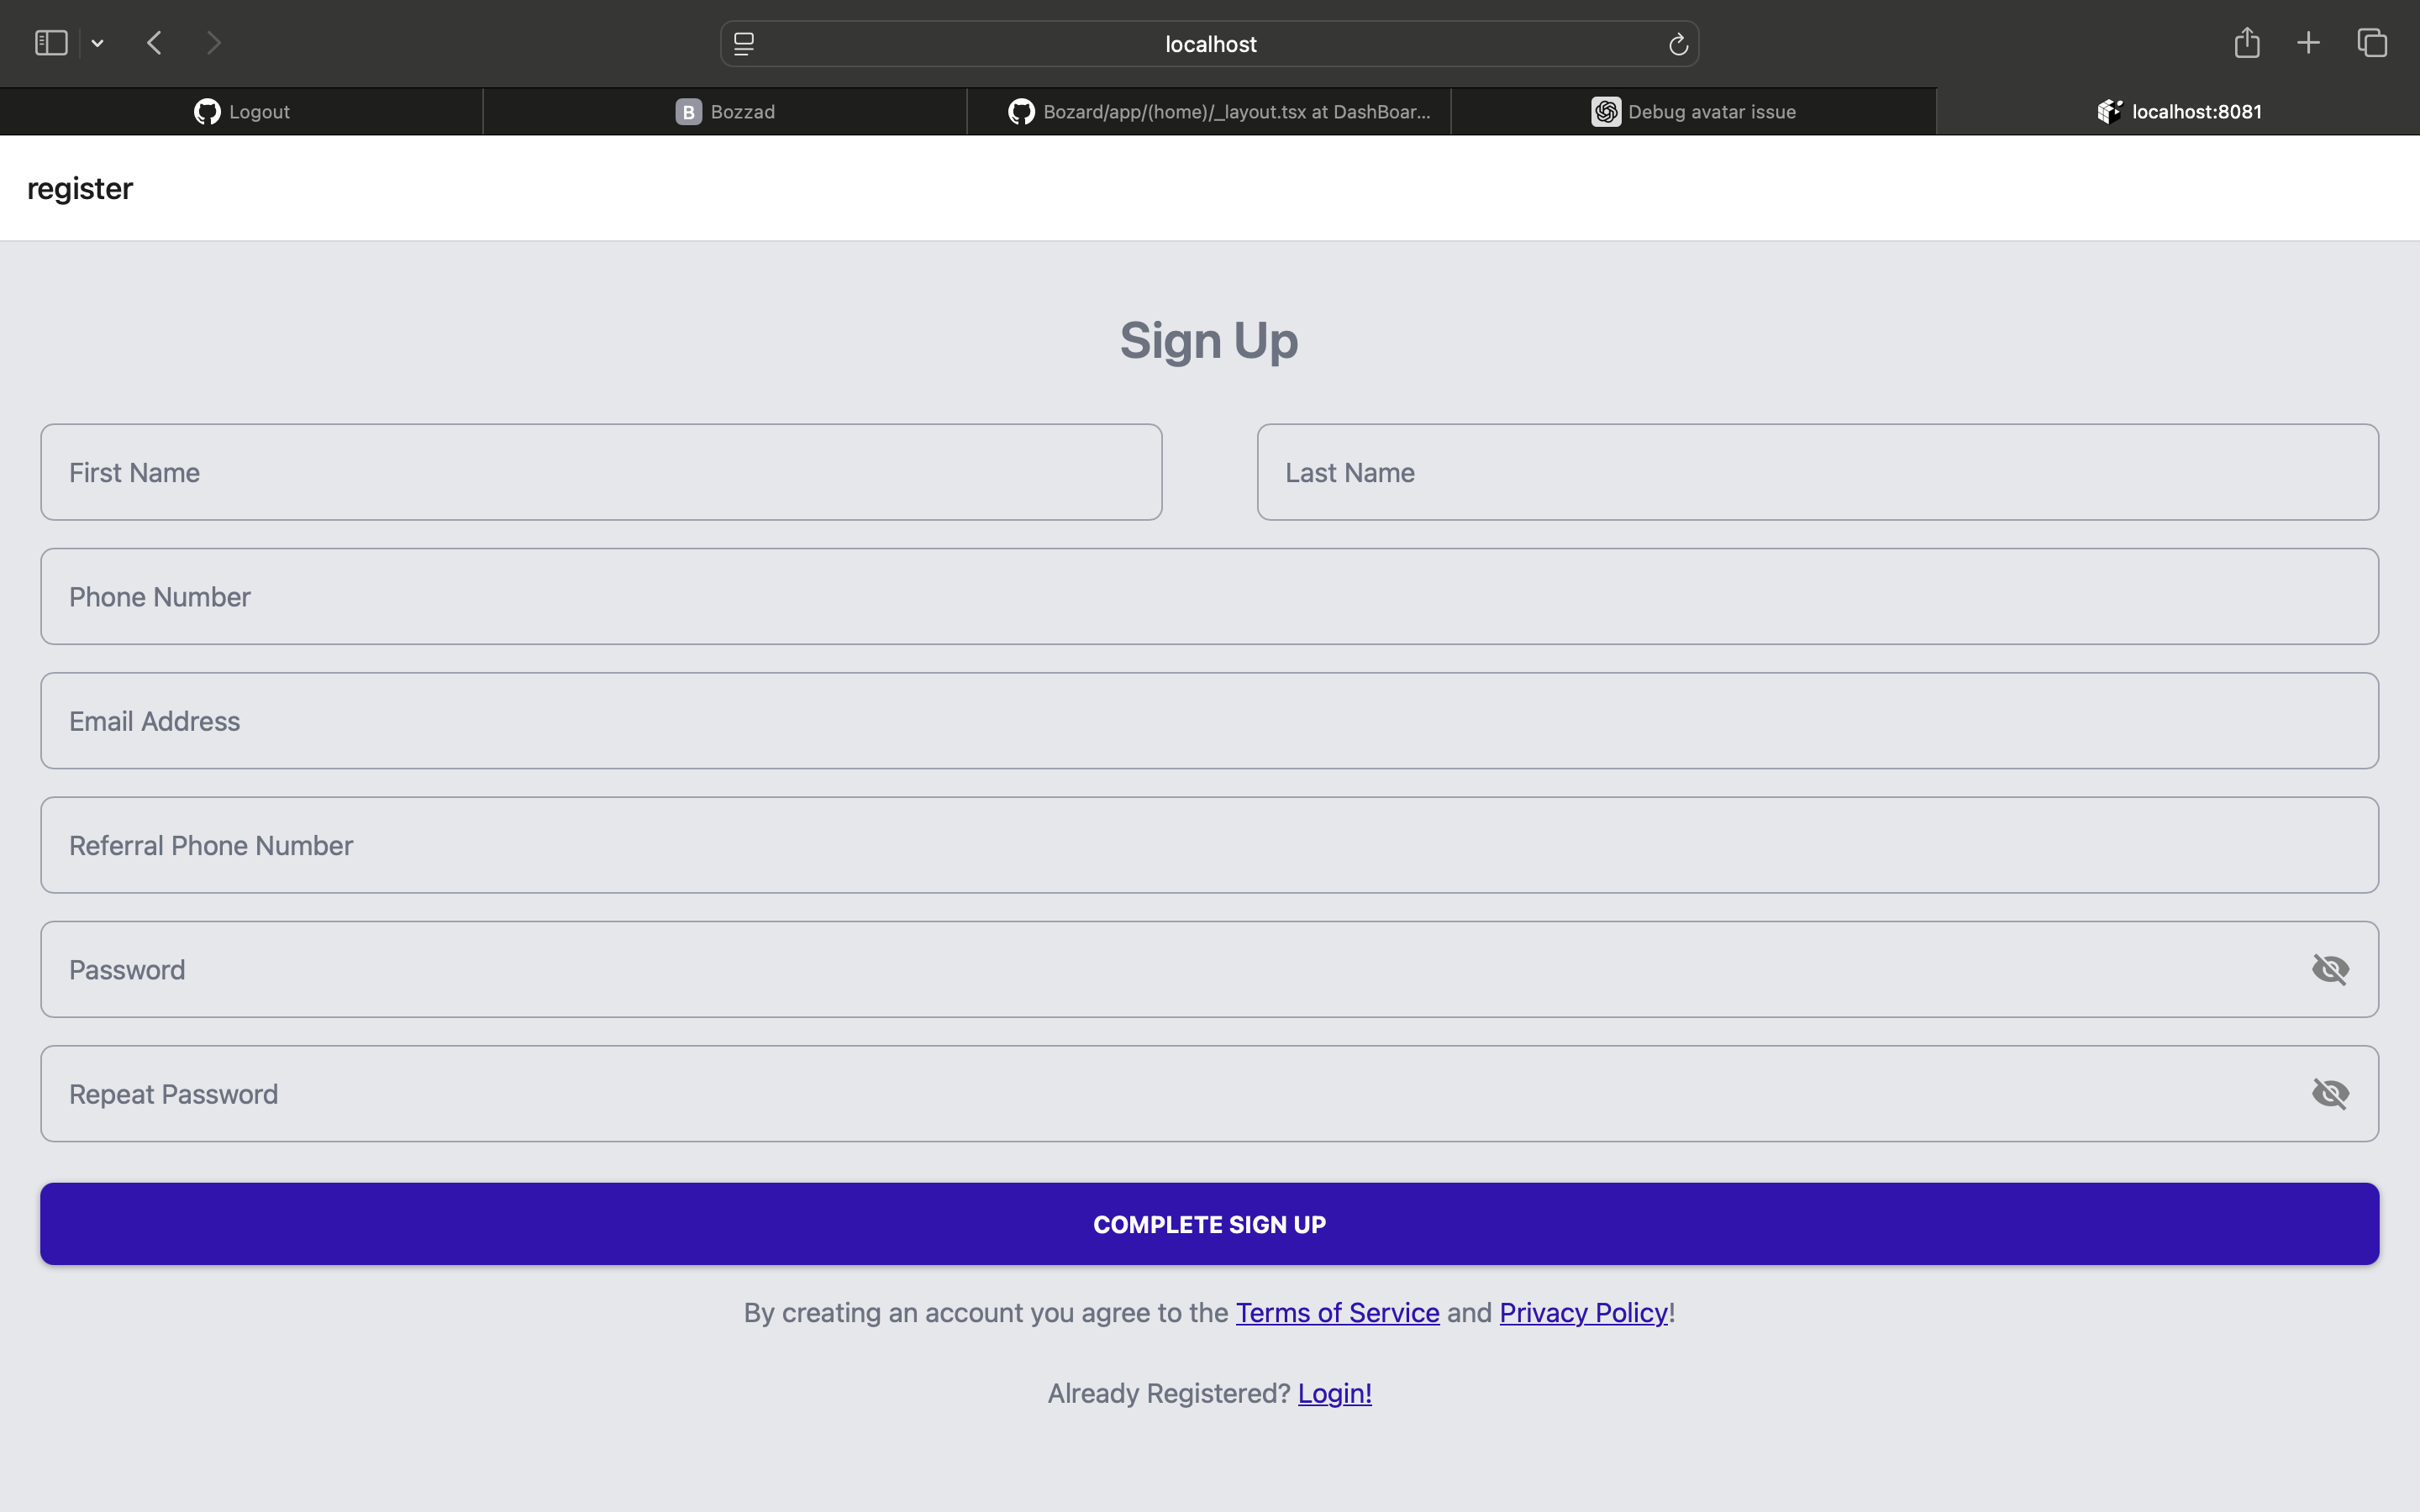 localhost
Logout
B Bozzad
Bozard/app/(home)/_layout.tsx at DashBoar...
Debug avatar issue
localhost:8081
register
Sign Up
First Name
Last Name
Phone Number
Email Address
Referral Phone Number
Password
Repeat Password
COMPLETE SIGN UP
By creating an account you agree to the Terms of Service and Privacy Policy!
Already Registered? Login!